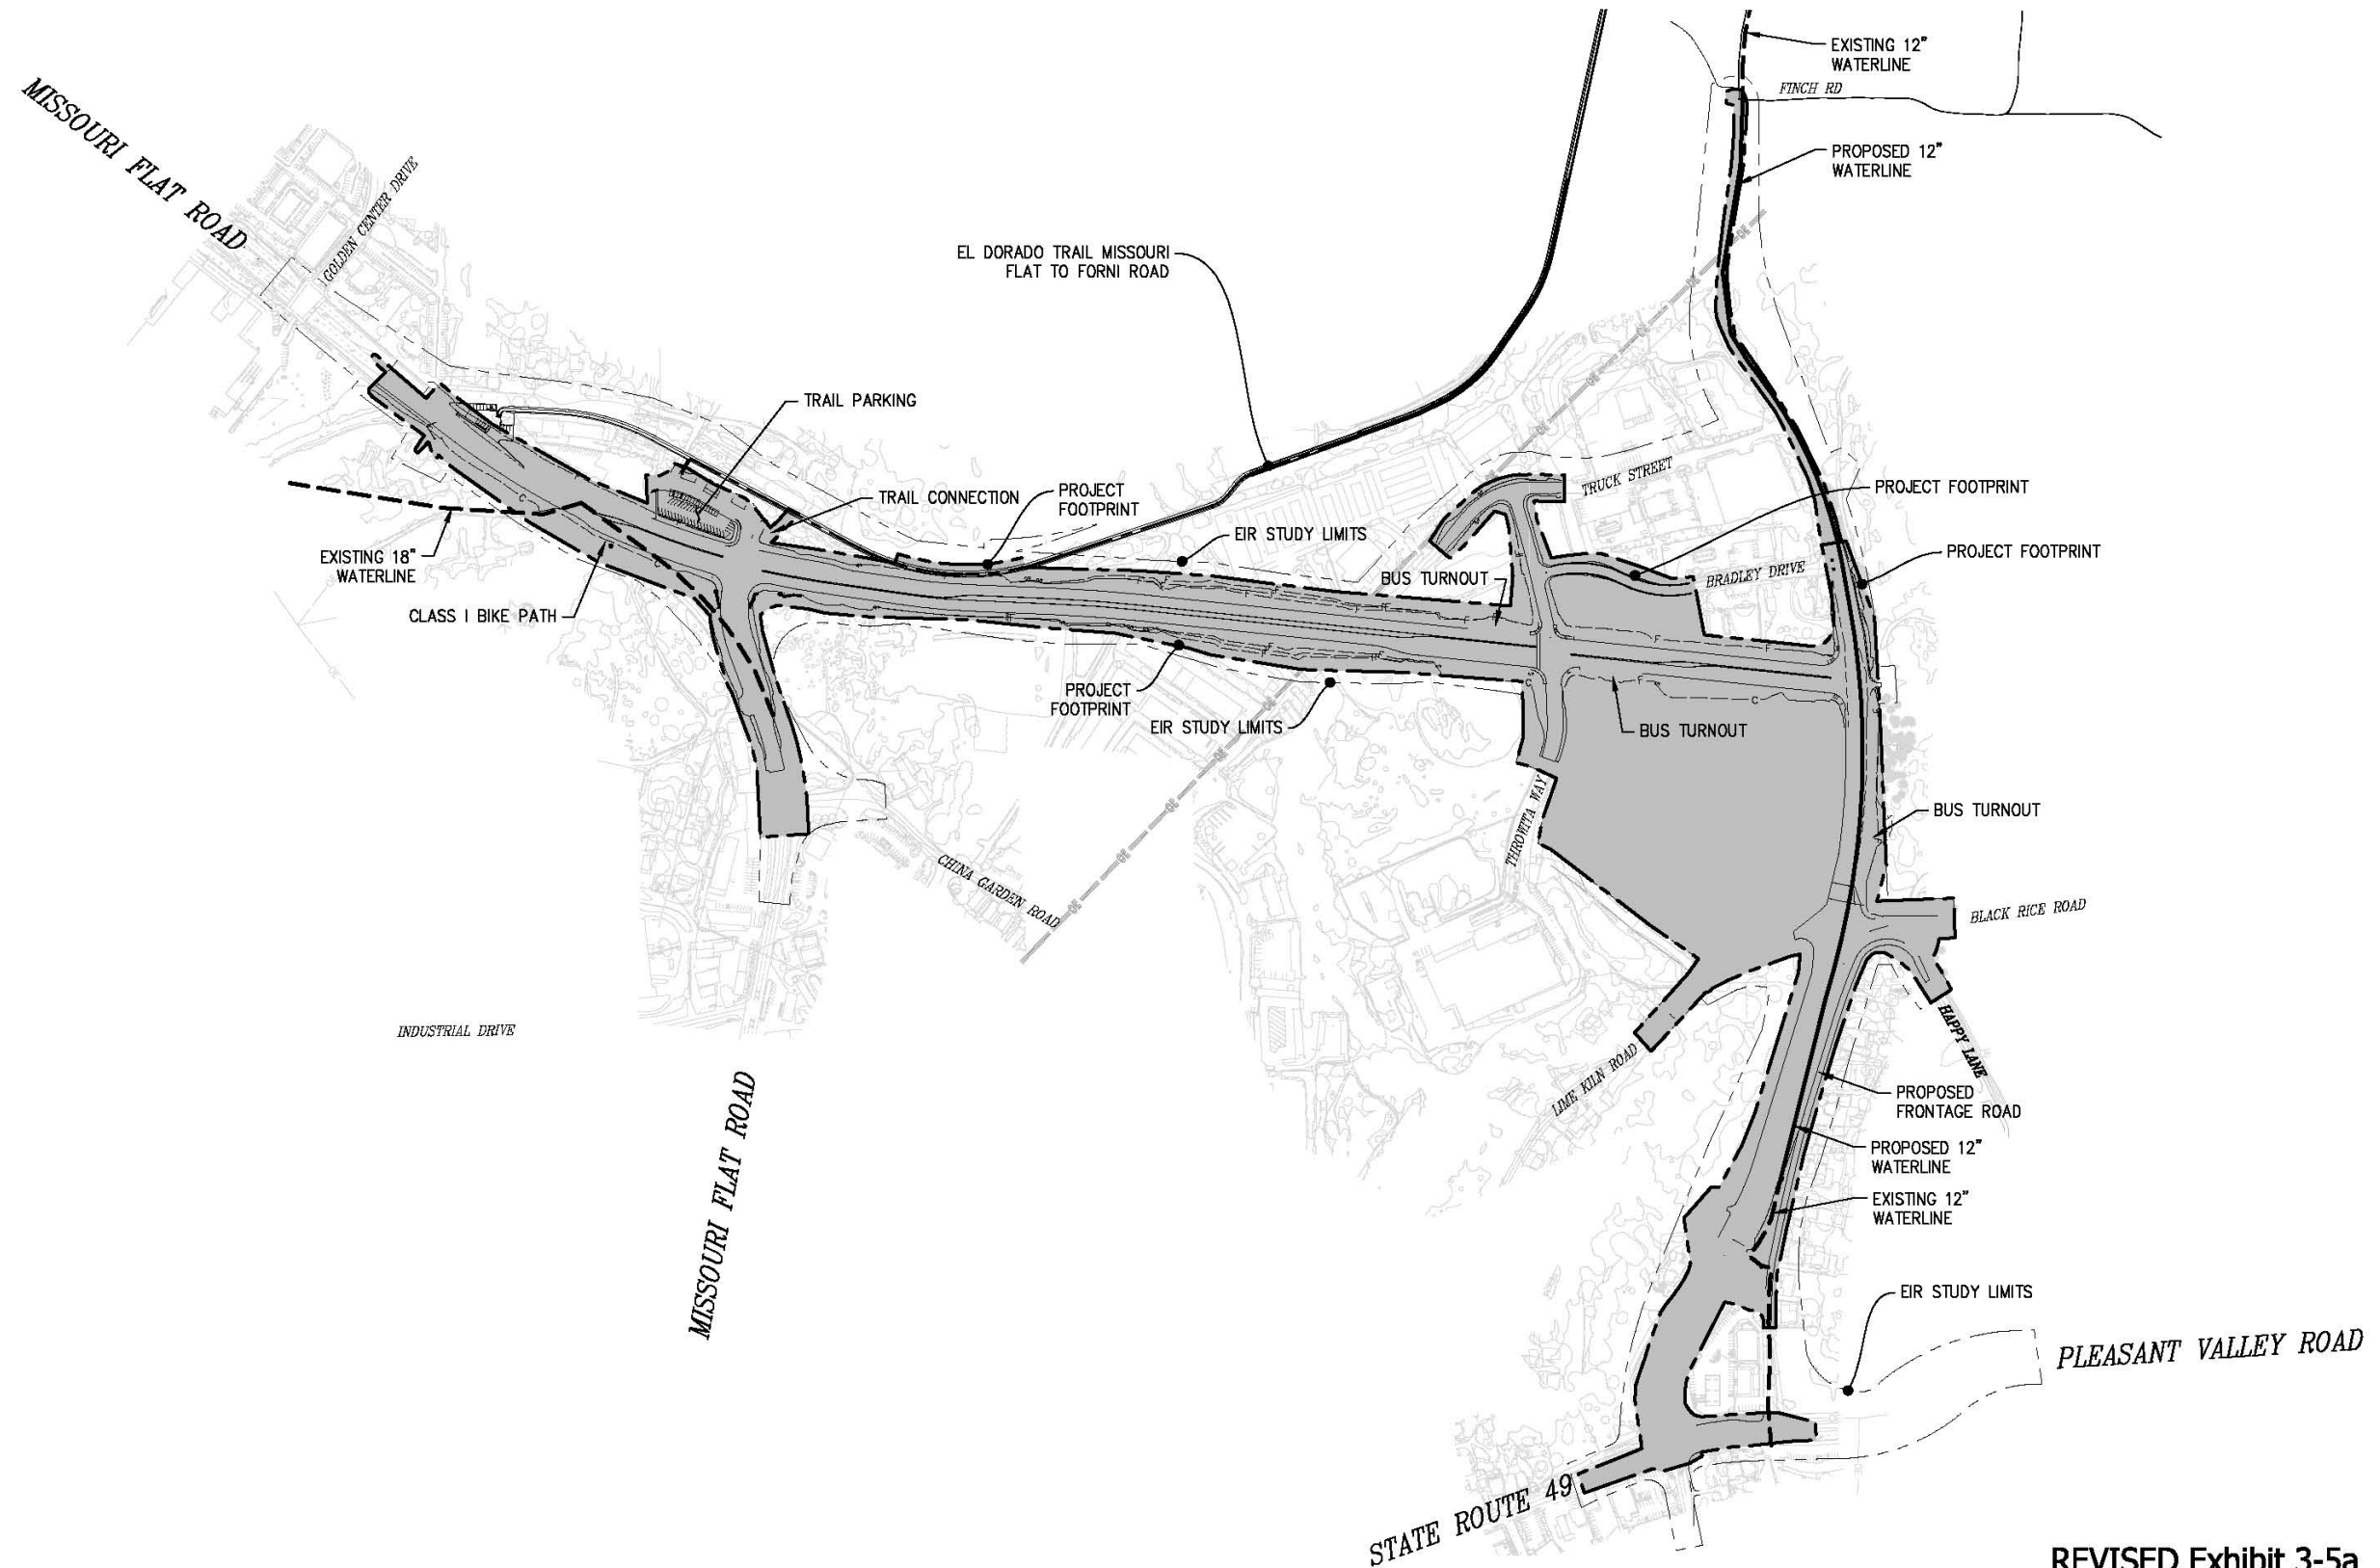 EXISTING 12"
WATERLINE
FINCH RD
PROPOSED 12"
WATERLINE
MISSOURI FLAT ROAD
GOLDEN CENTER DRIVE
EL DORADO TRAIL MISSOURI
FLAT TO FORNI ROAD
TRAIL PARKING
TRAIL CONNECTION
PROJECT
FOOTPRINT
TRUCK STREET
PROJECT FOOTPRINT
EIR STUDY LIMITS
PROJECT FOOTPRINT
EXISTING 18"
WATERLINE
BUS TURNOUT
BRADLEY DRIVE
CLASS I BIKE PATH
PROJECT
FOOTPRINT
EIR STUDY LIMITS
BUS TURNOUT
BUS TURNOUT
THROWITA WAY
CHINA GARDEN ROAD
BLACK RICE ROAD
INDUSTRIAL DRIVE
HAPPY LANE
LIME KILN ROAD
PROPOSED
FRONTAGE ROAD
MISSOURI FLAT ROAD
PROPOSED 12"
WATERLINE
EXISTING 12"
WATERLINE
EIR STUDY LIMITS
PLEASANT VALLEY ROAD
STATE ROUTE 49
REVISED Exhibit 3-5a